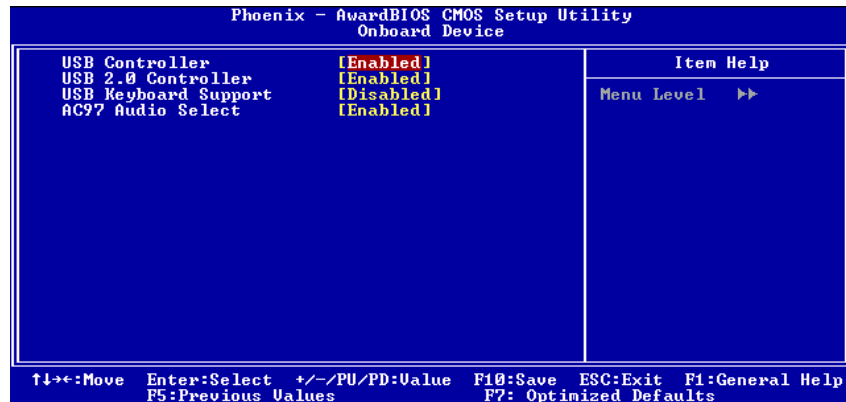 Phoenix - AwardBIOS CMOS Setup Utility
Onboard Device
USB Controller [Enabled]
USB 2.0 Controller [Enabled]
USB Keyboard Support [Disabled]
AC97 Audio Select [Enabled]
Item Help
Menu Level ▸▸
↑↓→←:Move Enter:Select +/-/PU/PD:Value F10:Save ESC:Exit F1:General Help
F5:Previous Values F7: Optimized Defaults